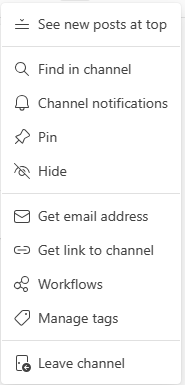 See new posts at top
Find in channel
Channel notifications
Pin
Hide
Get email address
Get link to channel
Workflows
Manage tags
Leave channel